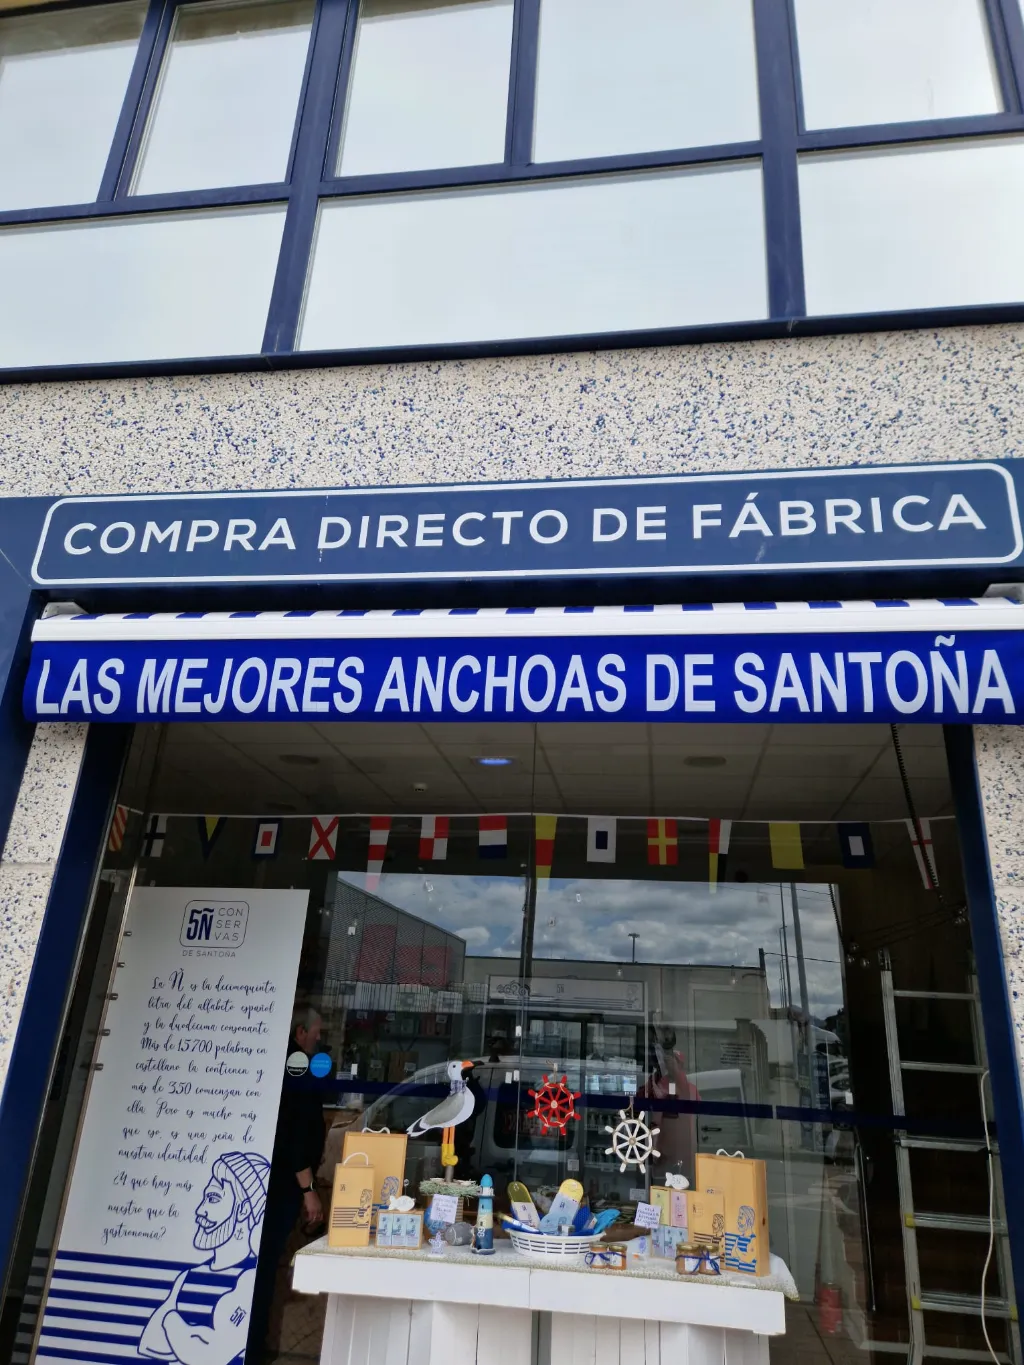 COMPRA DIRECTO DE FÁBRICA
LAS MEJORES ANCHOAS DE SANTOÑA
5Ñ
CON
SER
VAS
DE SANTOÑA
La Ñ es la decimoquinta
letra del alfabeto español
y la duodécima consonante.
Más de 15.700 palabras en
castellano la contienen y
más de 350 comienzan con
ella. Pero es mucho más
que eso, es una seña de
nuestra identidad.
¿Y qué hay más
nuestro que la
gastronomía?
5Ñ